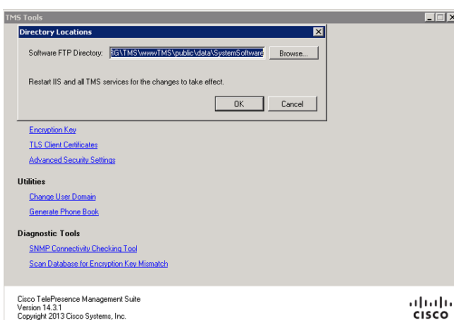 TMS Tools
Directory Locations
Software FTP Directory: \TMS\wwwTMS\public\data\SystemSoftware Browse...
Restart IIS and all TMS services for the changes to take effect.
OK Cancel
Encryption Key
TLS Client Certificates
Advanced Security Settings
Utilities
Change User Domain
Generate Phone Book
Diagnostic Tools
SNMP Connectivity Checking Tool
Scan Database for Encryption Key Mismatch
Cisco TelePresence Management Suite
Version 14.3.1
Copyright 2013 Cisco Systems, Inc.
CISCO